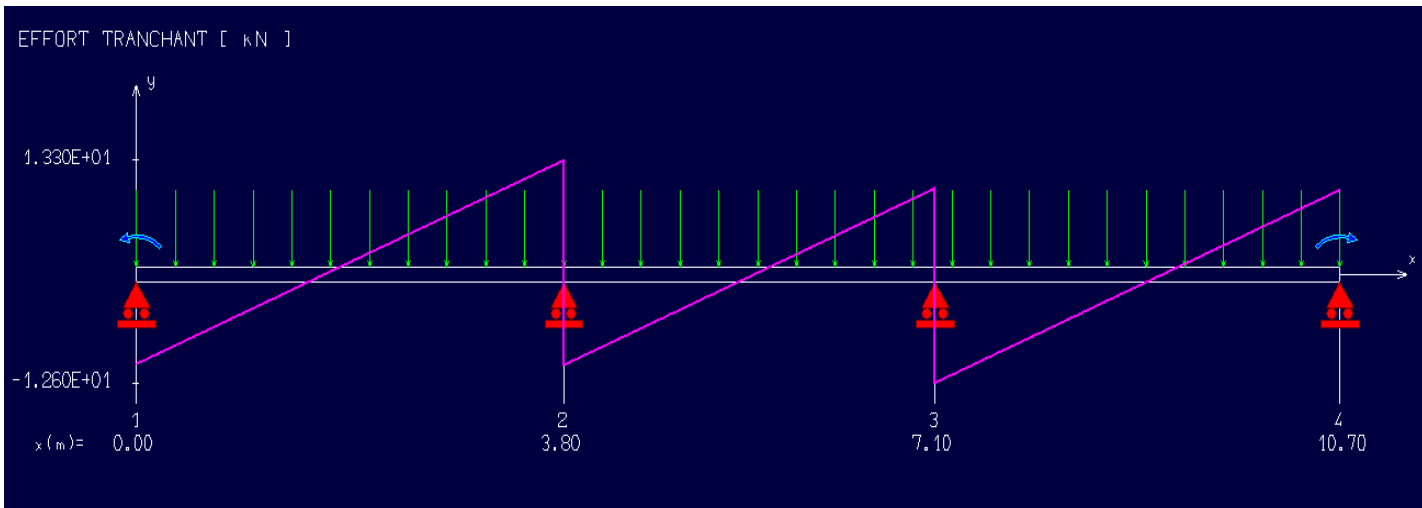 EFFORT TRANCHANT [ kN ]
y
1.330E+01
x
-1.260E+01
1 2 3 4
x(m)= 0.00 3.80 7.10 10.70